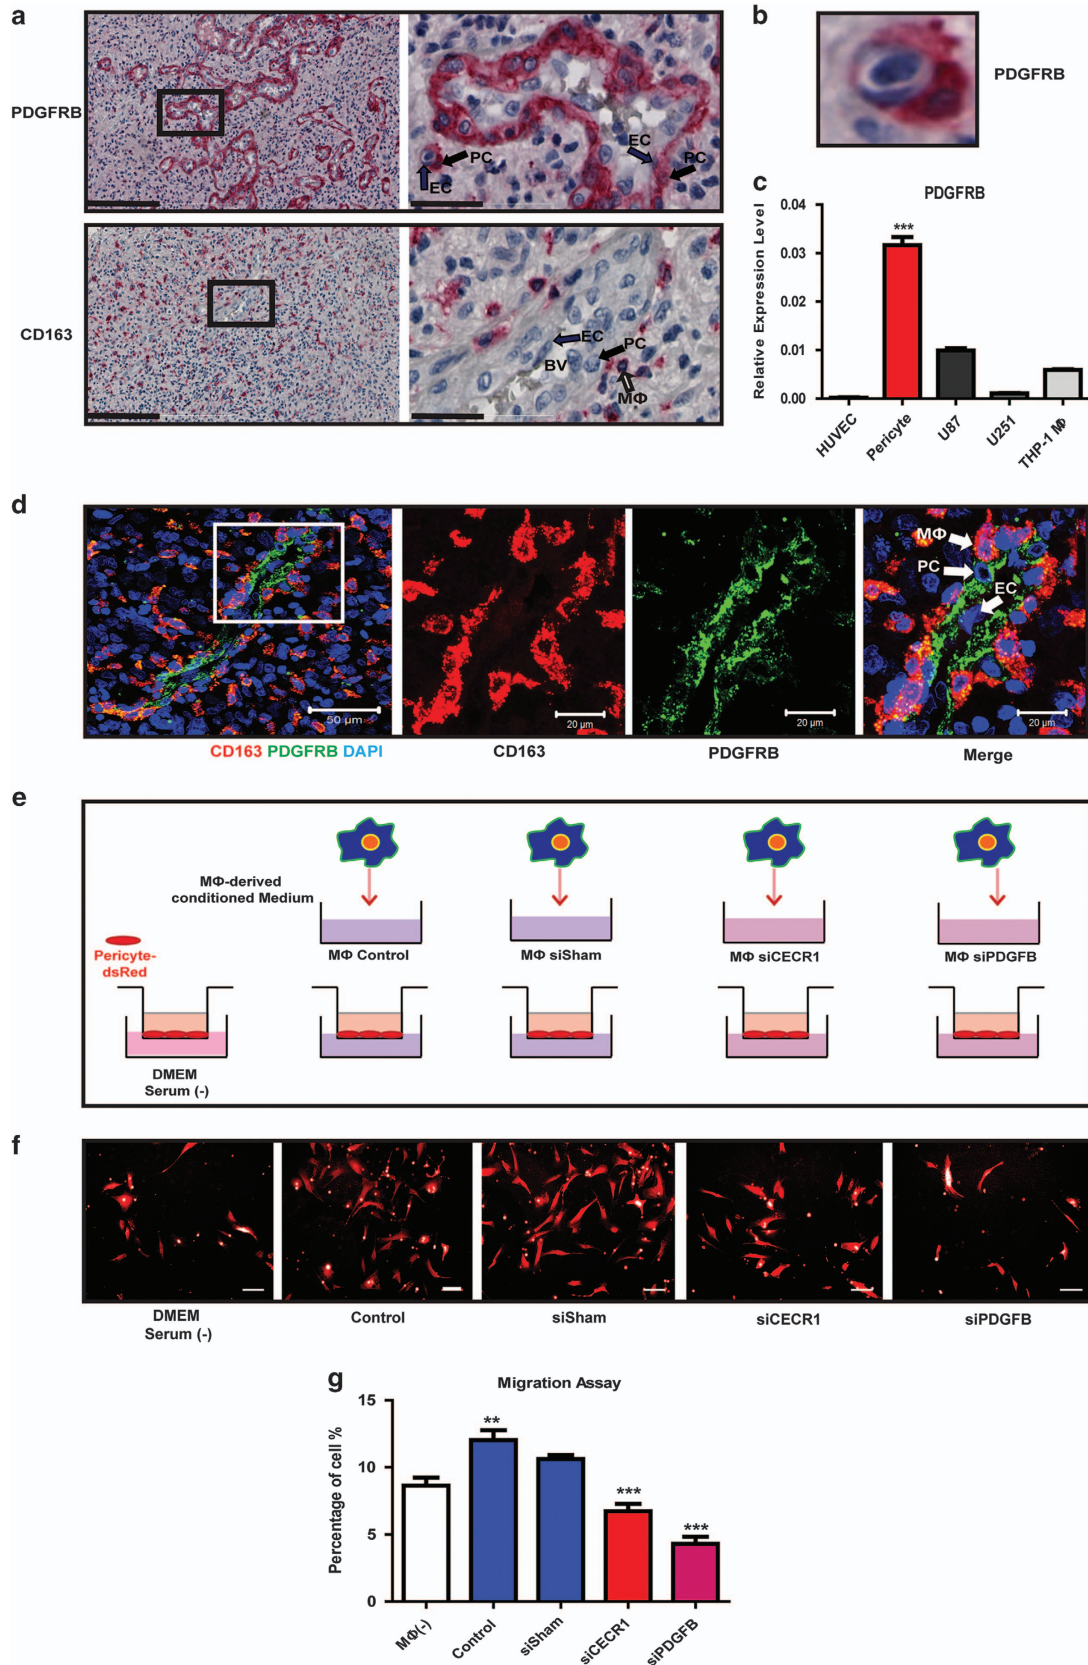 a
PDGFRB
EC
PC
PC
EC
CD163
EC
PC
BV
MΦ
b
PDGFRB
c
PDGFRB
Relative Expression Level
0.04
***
0.03
0.02
0.01
0.00
HUVEC
Pericyte
U87
U251
THP-1 MΦ
d
50 µm
20 µm
20 µm
MΦ
PC
EC
20 µm
CD163 PDGFRB DAPI
CD163
PDGFRB
Merge
e
MΦ-derived
conditioned Medium
MΦ Control
MΦ siSham
MΦ siCECR1
MΦ siPDGFB
Pericyte-
dsRed
DMEM
Serum (-)
f
DMEM
Serum (-)
Control
siSham
siCECR1
siPDGFB
g
Migration Assay
Percentage of cell %
15
10
5
0
**
***
***
MΦ(-)
Control
siSham
siCECR1
siPDGFB